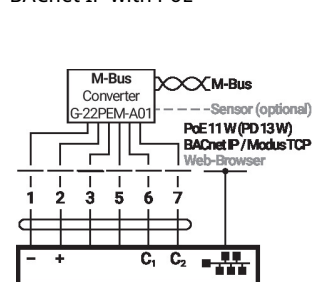 BACnet IP with PoE
M-Bus
Converter
G-22PEM-A01
M-Bus
Sensor (optional)
PoE 11 W (PD 13 W)
BACnet IP / Modus TCP
Web-Browser
1 2 3 5 6 7
− + C₁ C₂